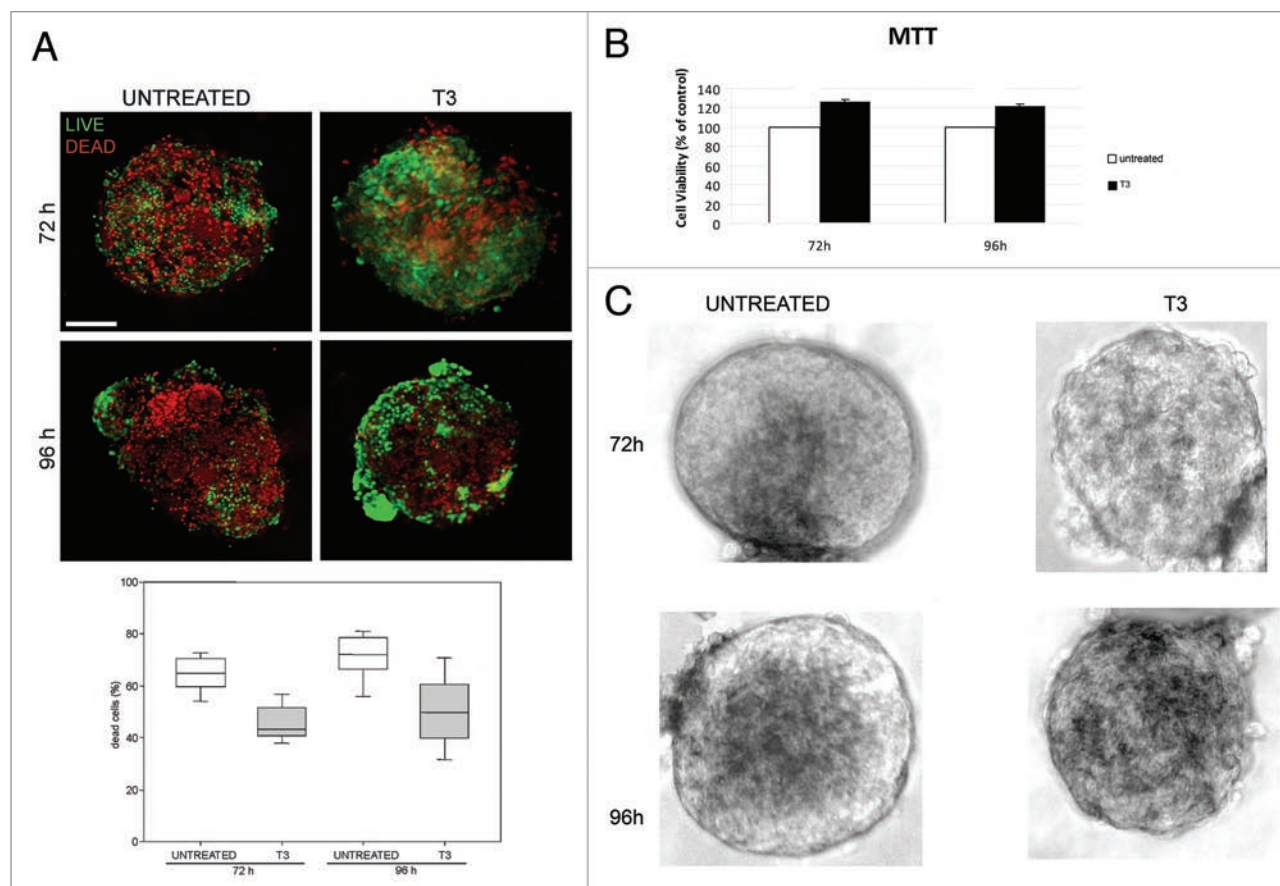 A
UNTREATED T3
LIVE
DEAD
72 h
96 h
100
80
60
40
20
0
dead cells (%)
UNTREATED T3 UNTREATED T3
72 h 96 h
B
MTT
Cell Viability (% of control)
140
120
100
80
60
40
20
0
72h 96h
untreated
T3
C
UNTREATED T3
72h
96h